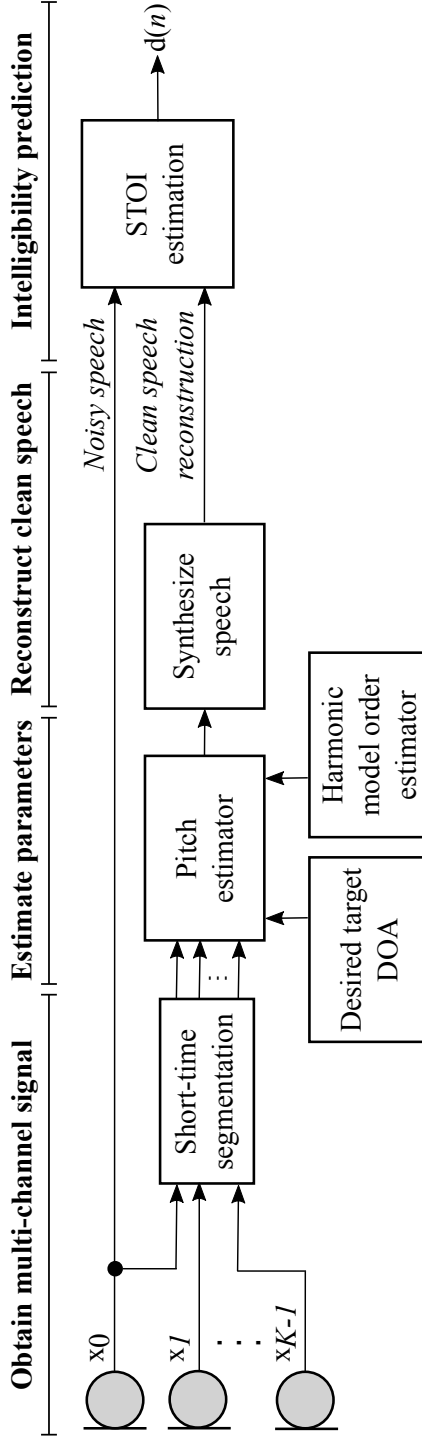 Obtain multi-channel signal
Estimate parameters
Reconstruct clean speech
Intelligibility prediction
x0
x1
. . .
xK-1
Short-time
segmentation
...
Pitch
estimator
Desired target
DOA
Harmonic
model order
estimator
Synthesize
speech
Noisy speech
Clean speech
reconstruction
STOI
estimation
d(n)